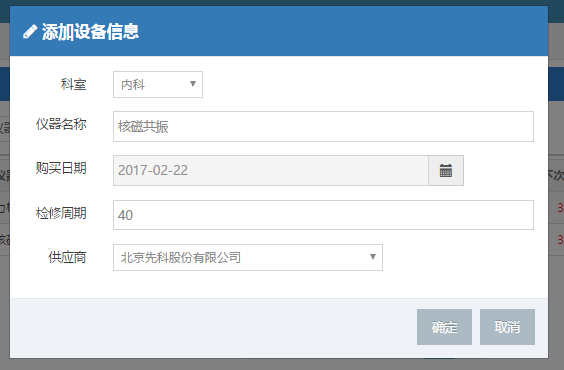 添加设备信息
科室 内科
仪器名称 核磁共振
购买日期 2017-02-22
检修周期 40
供应商 北京先科股份有限公司
确定 取消